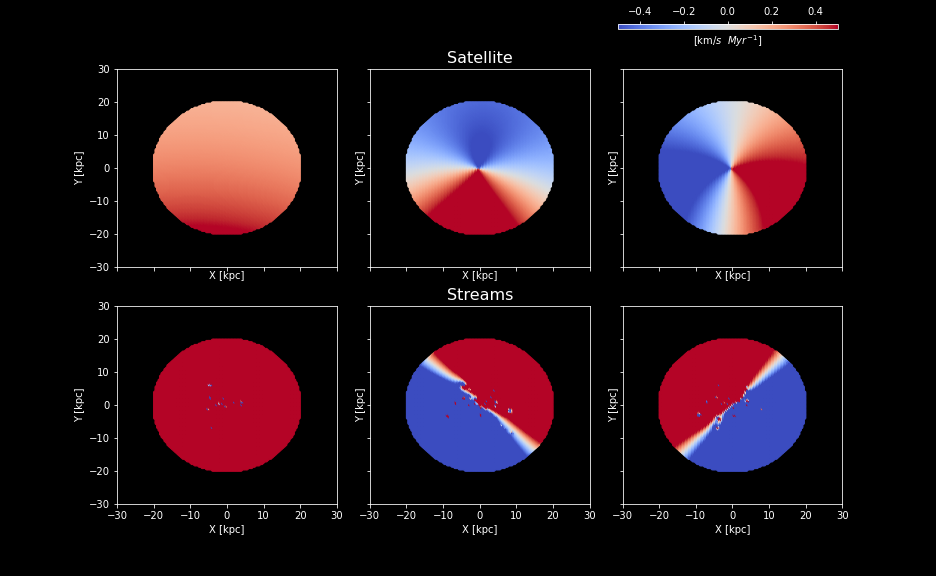 −0.4 −0.2 0.0 0.2 0.4
[km/s Myr⁻¹]
Satellite
30
20
10
0
−10
−20
−30
Y [kpc]
X [kpc]
Y [kpc]
X [kpc]
Y [kpc]
X [kpc]
Streams
30
20
10
0
−10
−20
−30
Y [kpc]
−30 −20 −10 0 10 20 30
X [kpc]
Y [kpc]
−30 −20 −10 0 10 20 30
X [kpc]
Y [kpc]
−30 −20 −10 0 10 20 30
X [kpc]